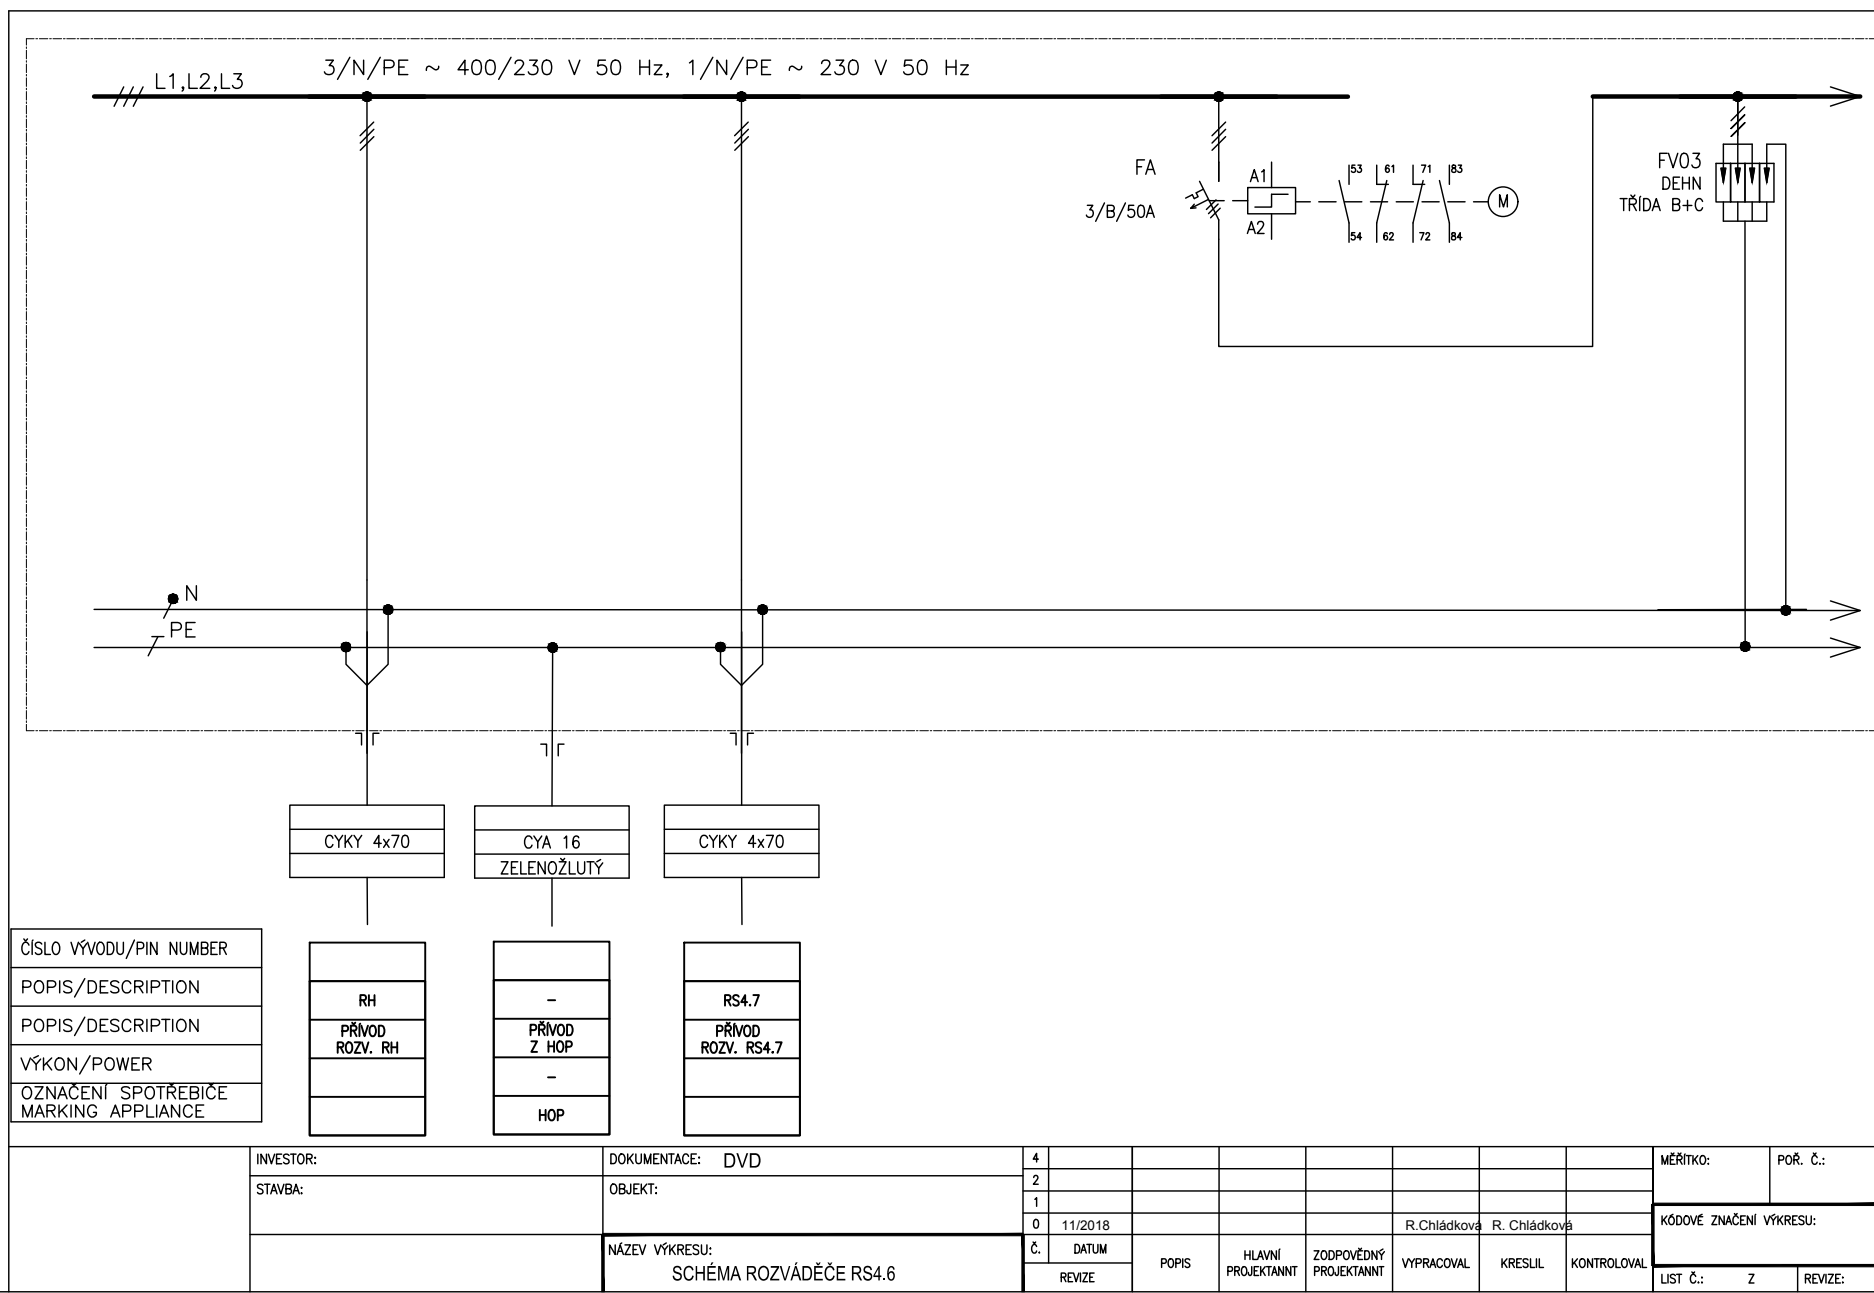 3/N/PE ~ 400/230 V 50 Hz, 1/N/PE ~ 230 V 50 Hz
L1,L2,L3
FA
3/B/50A
A1
A2
53
61
71
83
54
62
72
84
M
FV03
DEHN
TŘÍDA B+C
N
PE
CYKY 4x70
CYA 16
ZELENOŽLUTÝ
CYKY 4x70
ČÍSLO VÝVODU/PIN NUMBER
POPIS/DESCRIPTION
POPIS/DESCRIPTION
VÝKON/POWER
OZNAČENÍ SPOTŘEBIČE
MARKING APPLIANCE
RH
PŘÍVOD
ROZV. RH
-
PŘÍVOD
Z HOP
-
HOP
RS4.7
PŘÍVOD
ROZV. RS4.7
INVESTOR:
STAVBA:
DOKUMENTACE: DVD
OBJEKT:
NÁZEV VÝKRESU:
SCHÉMA ROZVÁDĚČE RS4.6
4
2
1
0 11/2018 R.Chládková R. Chládková
Č. DATUM
REVIZE
POPIS
HLAVNÍ
PROJEKTANNT
ZODPOVĚDNÝ
PROJEKTANNT
VYPRACOVAL
KRESLIL
KONTROLOVAL
MĚŘÍTKO:
POŘ. Č.:
KÓDOVÉ ZNAČENÍ VÝKRESU:
LIST Č.: Z REVIZE: